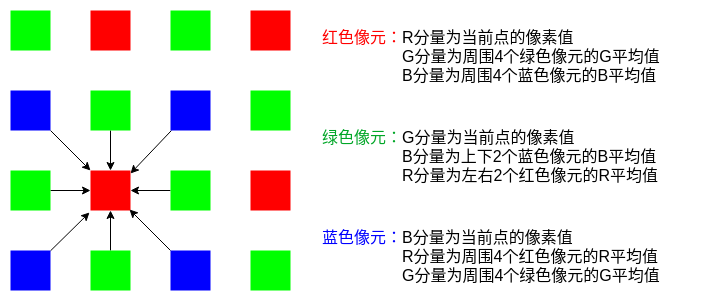 红色像元：R分量为当前点的像素值
G分量为周围4个绿色像元的G平均值
B分量为周围4个蓝色像元的B平均值
绿色像元：G分量为当前点的像素值
B分量为上下2个蓝色像元的B平均值
R分量为左右2个红色像元的R平均值
蓝色像元：B分量为当前点的像素值
R分量为周围4个红色像元的R平均值
G分量为周围4个绿色像元的G平均值